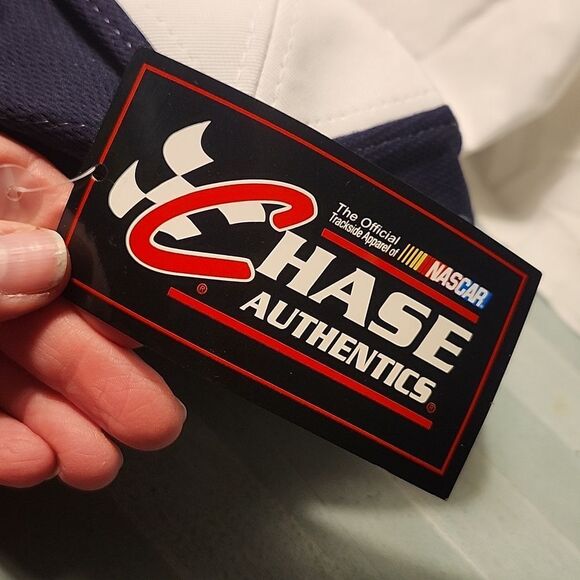 The Official
Trackside Apparel of
NASCAR
CHASE
®
AUTHENTICS®